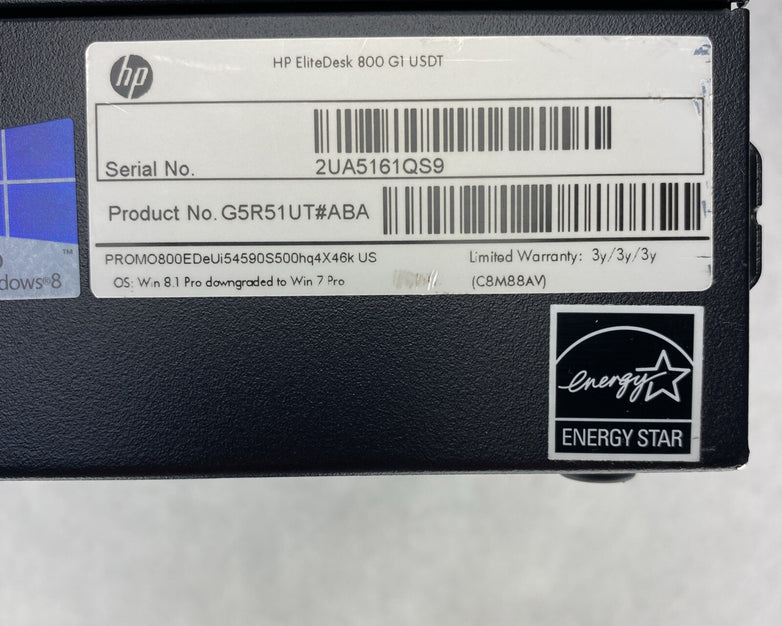 hp
HP EliteDesk 800 G1 USDT
Serial No.
2UA5161QS9
Product No. G5R51UT#ABA
PROMO800EDeUi54590S500hq4X46k US
Limited Warranty: 3y/3y/3y
OS: Win 8.1 Pro downgraded to Win 7 Pro
(C8M88AV)
TM
dows®8
energy
ENERGY STAR